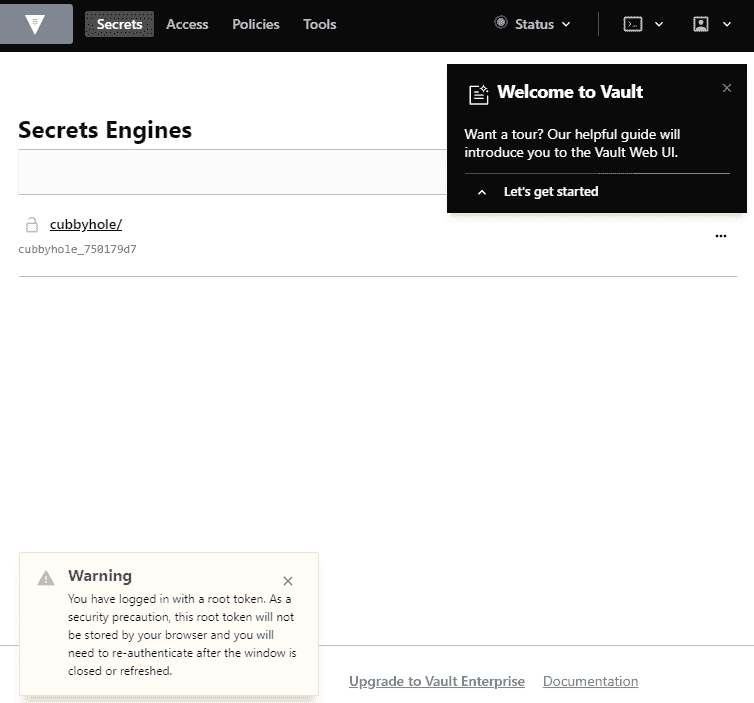 Secrets
Access
Policies
Tools
Status
Welcome to Vault
Want a tour? Our helpful guide will
introduce you to the Vault Web UI.
Let's get started
Secrets Engines
cubbyhole/
cubbyhole_750179d7
Warning
You have logged in with a root token. As a
security precaution, this root token will not
be stored by your browser and you will
need to re-authenticate after the window is
closed or refreshed.
Upgrade to Vault Enterprise
Documentation